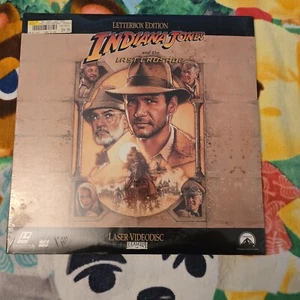 LETTERBOX EDITION
INDIANA JONES
and the
LAST CRUSADE
LASER VIDEODISC